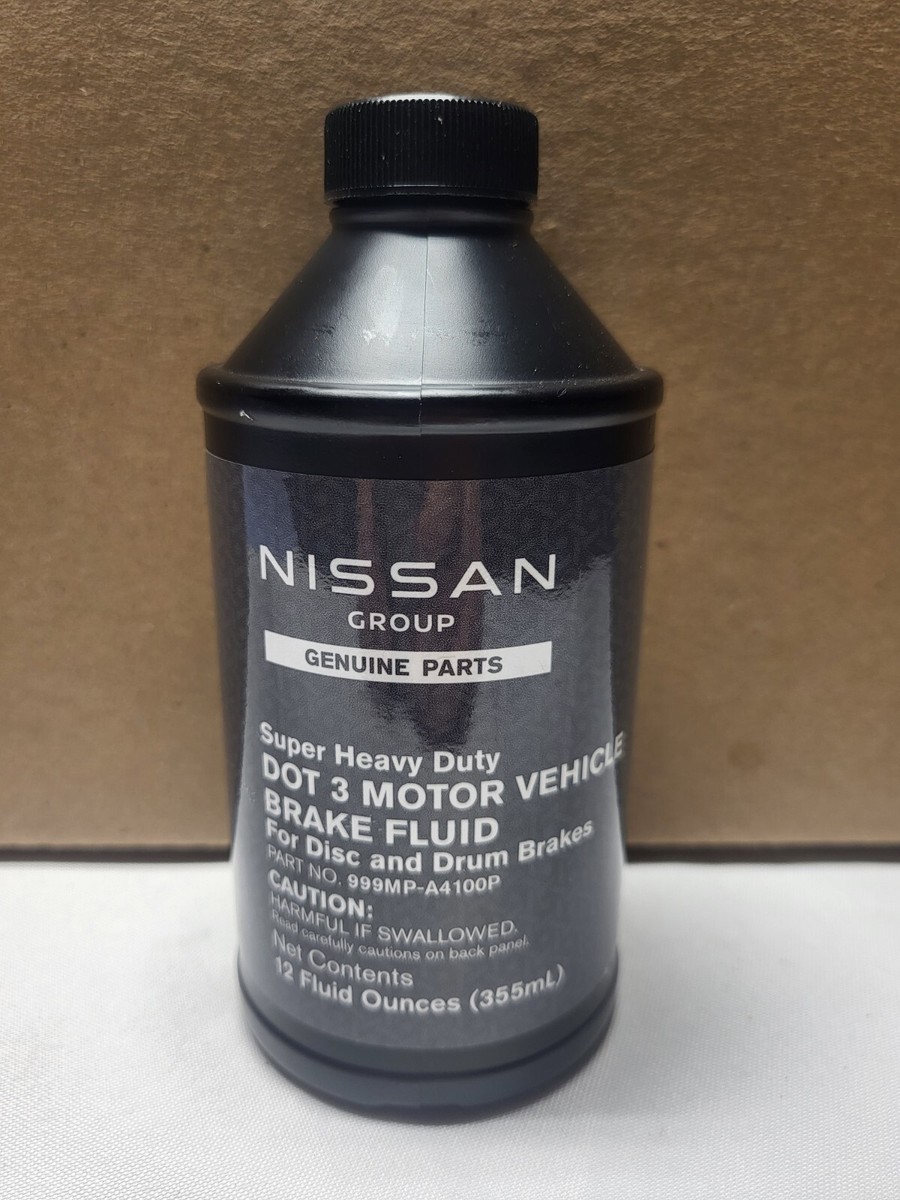 NISSAN
GROUP
GENUINE PARTS
Super Heavy Duty
DOT 3 MOTOR VEHICLE
BRAKE FLUID
For Disc and Drum Brakes
PART NO. 999MP-A4100P
CAUTION:
HARMFUL IF SWALLOWED.
Read carefully cautions on back panel.
Net Contents
12 Fluid Ounces (355mL)